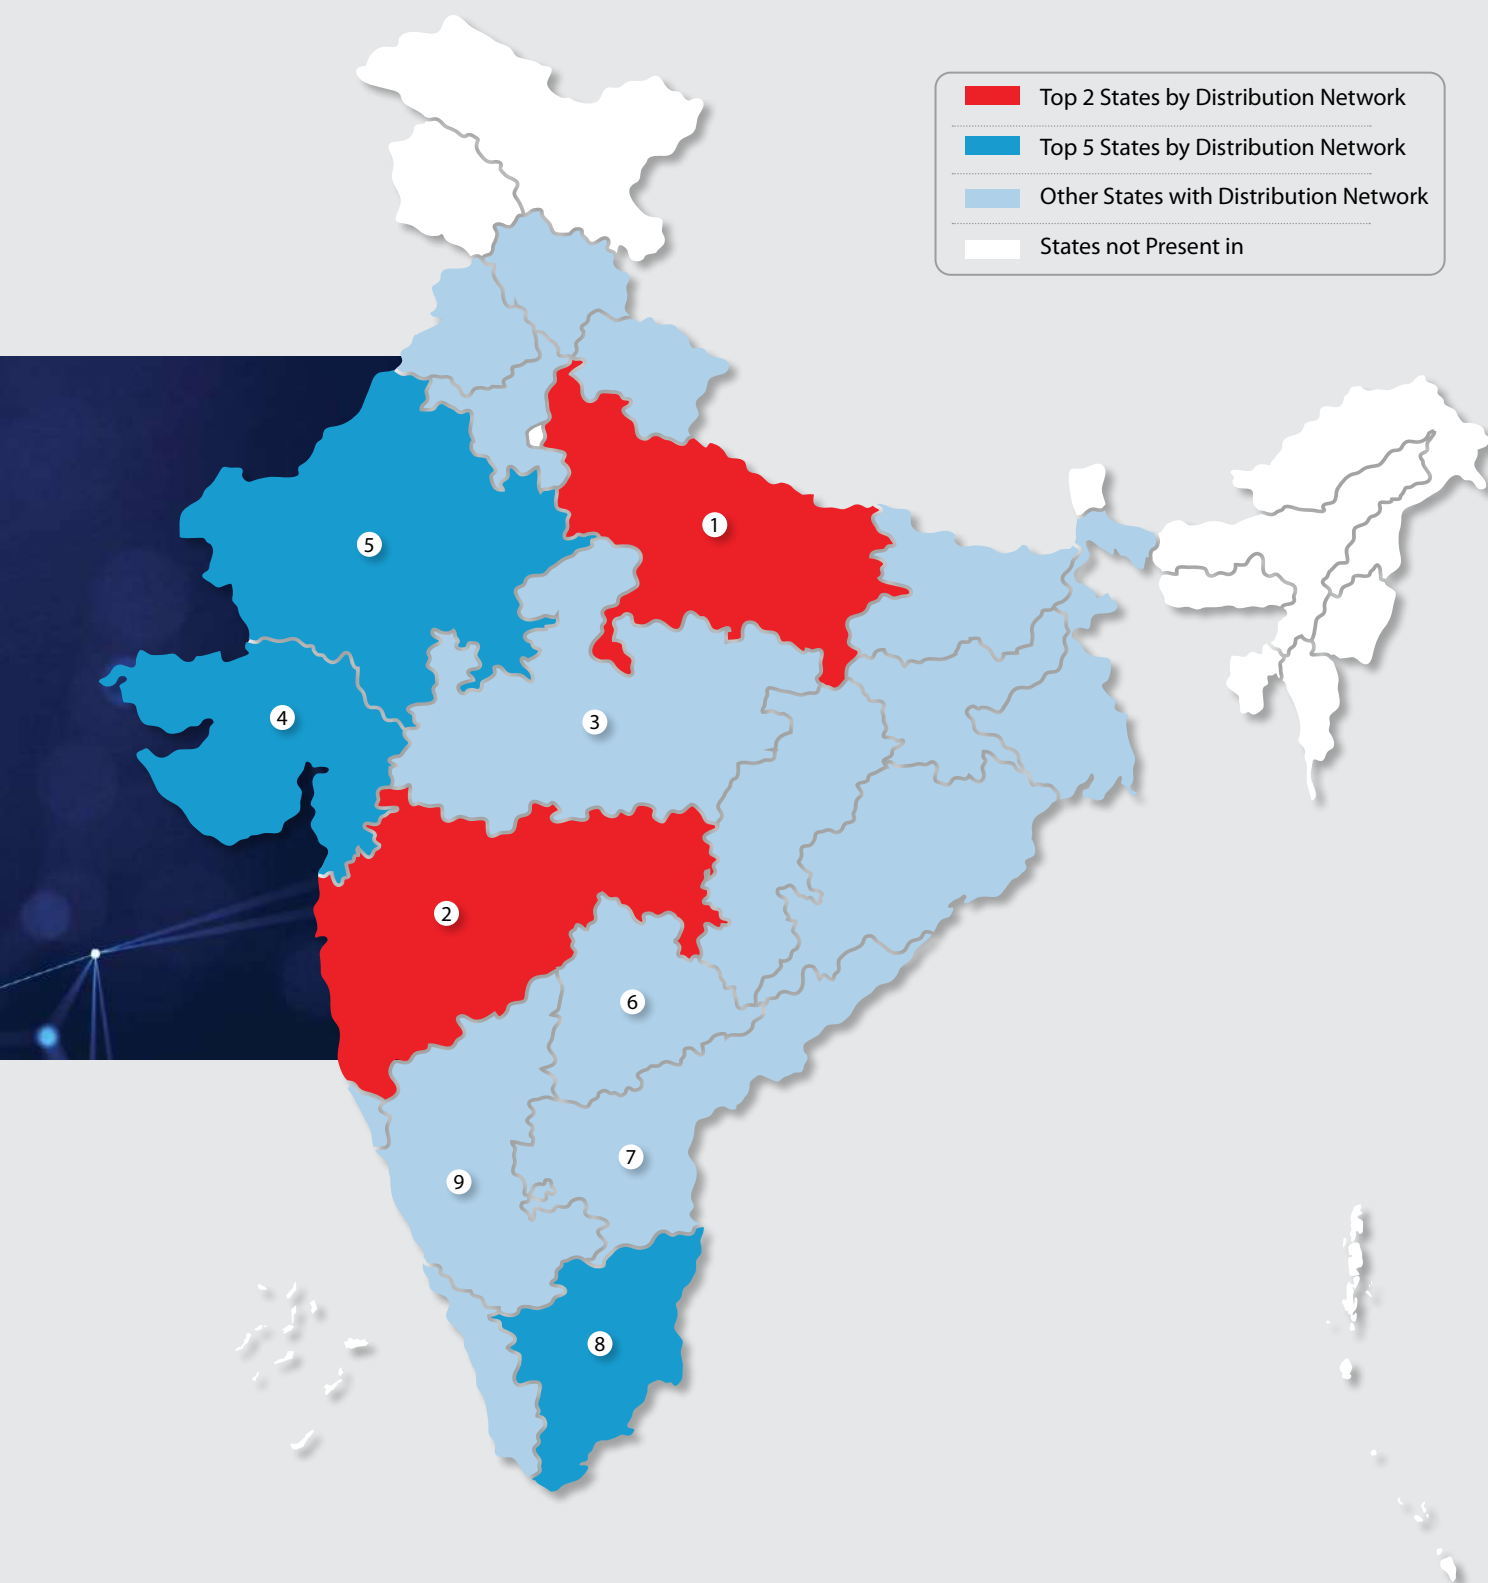 Top 2 States by Distribution Network
Top 5 States by Distribution Network
Other States with Distribution Network
States not Present in
1
5
4
3
2
6
7
9
8